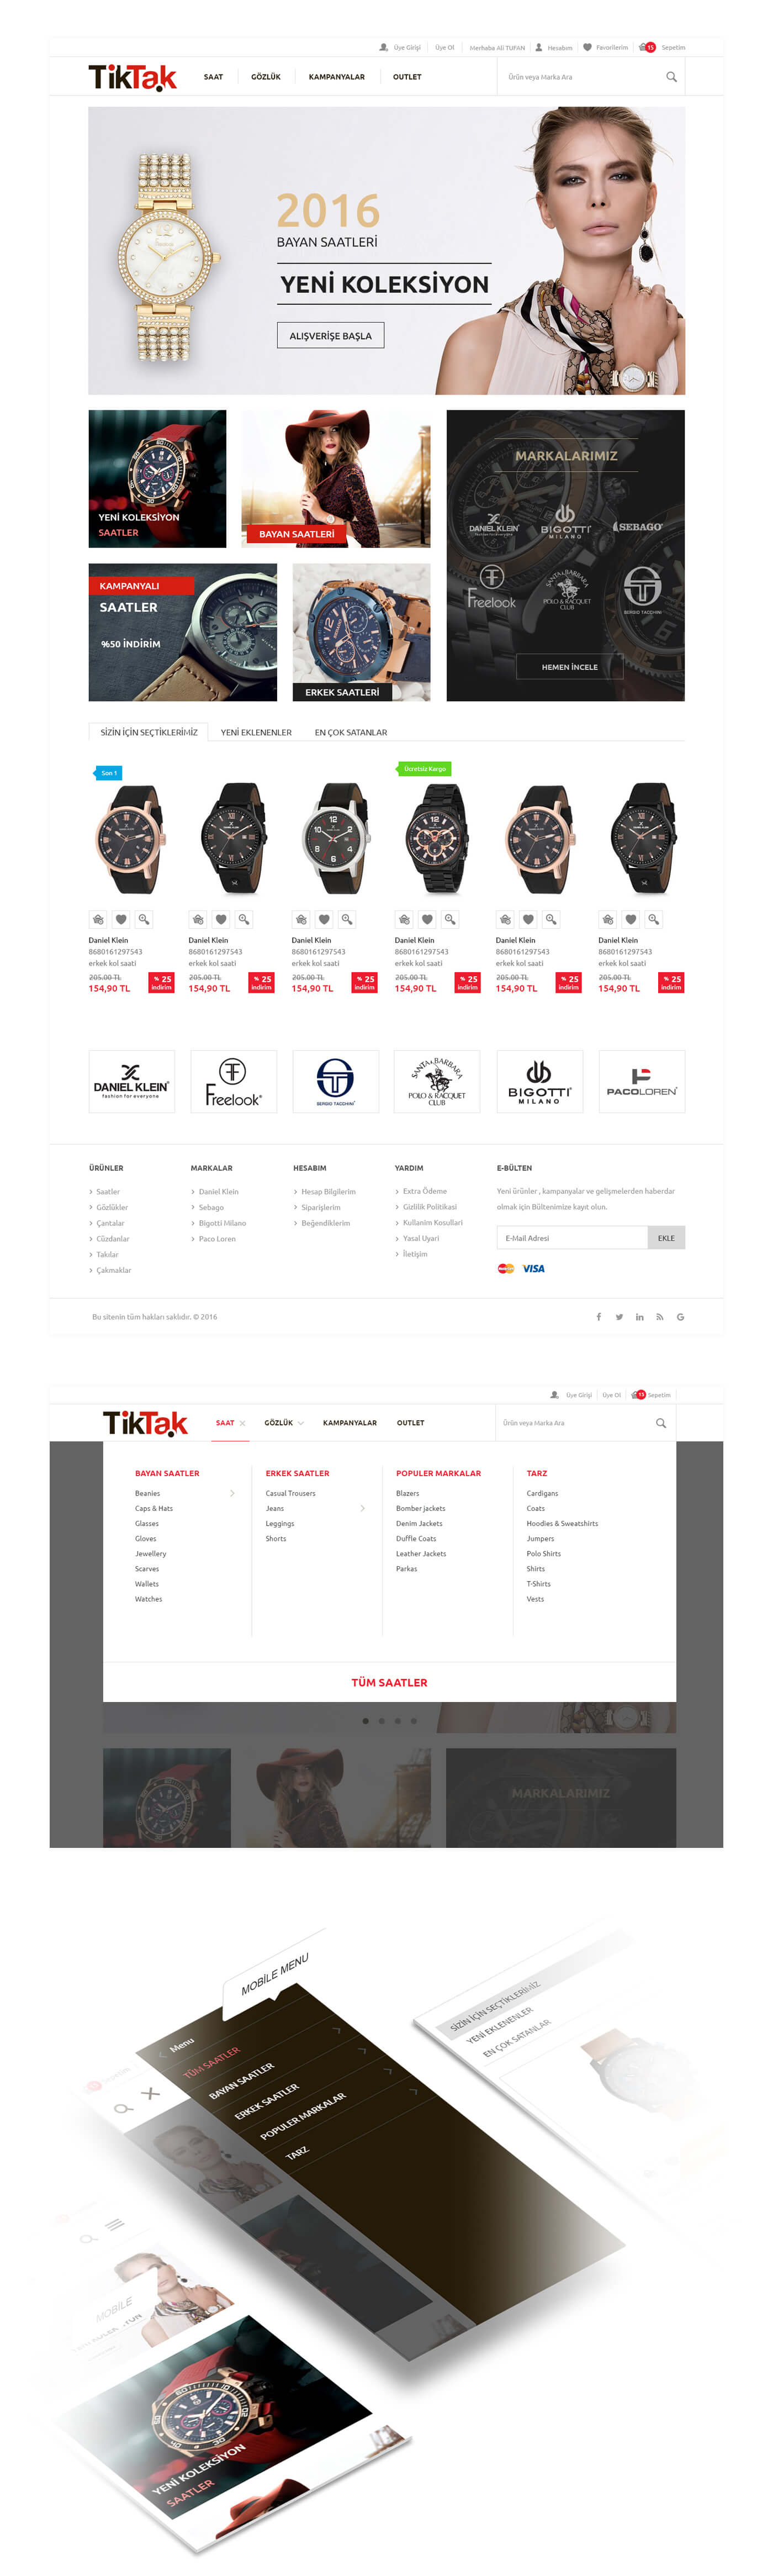 Üye Girişi Üye Ol Merhaba Ali TUFAN Hesabım Favorilerim 15 Sepetim
TikTak SAAT GÖZLÜK KAMPANYALAR OUTLET Ürün veya Marka Ara
2016
BAYAN SAATLERİ
YENİ KOLEKSİYON
ALIŞVERİŞE BAŞLA
YENİ KOLEKSİYON
SAATLER
BAYAN SAATLERİ
KAMPANYALI
SAATLER
%50 İNDİRİM
ERKEK SAATLERİ
MARKALARIMIZ
DANIEL KLEIN
fashion for everyone
BIGOTTI
MILANO
SEBAGO
Freelook
SANTA BARBARA
POLO & RACQUET
CLUB
SERGIO TACCHINI
HEMEN İNCELE
SİZİN İÇİN SEÇTİKLERİMİZ YENİ EKLENENLER EN ÇOK SATANLAR
Son 1
Ücretsiz Kargo
Daniel Klein Daniel Klein Daniel Klein Daniel Klein Daniel Klein Daniel Klein
8680161297543 8680161297543 8680161297543 8680161297543 8680161297543 8680161297543
erkek kol saati erkek kol saati erkek kol saati erkek kol saati erkek kol saati erkek kol saati
205,00 TL 205,00 TL 205,00 TL 205,00 TL 205,00 TL 205,00 TL
154,90 TL 154,90 TL 154,90 TL 154,90 TL 154,90 TL 154,90 TL
% 25 % 25 % 25 % 25 % 25 % 25
indirim indirim indirim indirim indirim indirim
DANIEL KLEIN
fashion for everyone
Freelook
SERGIO TACCHINI
SANTA BARBARA
POLO & RACQUET
CLUB
BIGOTTI
MILANO
PACOLOREN
ÜRÜNLER
Saatler
Gözlükler
Çantalar
Cüzdanlar
Takılar
Çakmaklar
MARKALAR
Daniel Klein
Sebago
Bigotti Milano
Paco Loren
HESABIM
Hesap Bilgilerim
Siparişlerim
Beğendiklerim
YARDIM
Extra Ödeme
Gizlilik Politikasi
Kullanim Kosullari
Yasal Uyari
İletişim
E-BÜLTEN
Yeni ürünler , kampanyalar ve gelişmelerden haberdar
olmak için Bültenimize kayıt olun.
E-Mail Adresi EKLE
MasterCard VISA
Bu sitenin tüm hakları saklıdır. © 2016
Üye Girişi Üye Ol 15 Sepetim
TikTak SAAT GÖZLÜK KAMPANYALAR OUTLET Ürün veya Marka Ara
BAYAN SAATLER
Beanies
Caps & Hats
Glasses
Gloves
Jewellery
Scarves
Wallets
Watches
ERKEK SAATLER
Casual Trousers
Jeans
Leggings
Shorts
POPULER MARKALAR
Blazers
Bomber jackets
Denim Jackets
Duffle Coats
Leather Jackets
Parkas
TARZ
Cardigans
Coats
Hoodies & Sweatshirts
Jumpers
Polo Shirts
Shirts
T-Shirts
Vests
TÜM SAATLER
MARKALARIMIZ
MOBİLE MENU
Menu
TÜM SAATLER
BAYAN SAATLER
ERKEK SAATLER
POPULER MARKALAR
TARZ
SİZİN İÇİN SEÇTİKLERİMİZ
YENİ EKLENENLER
EN ÇOK SATANLAR
MOBİLE
YENİ KOLEKSİYON
SAATLER